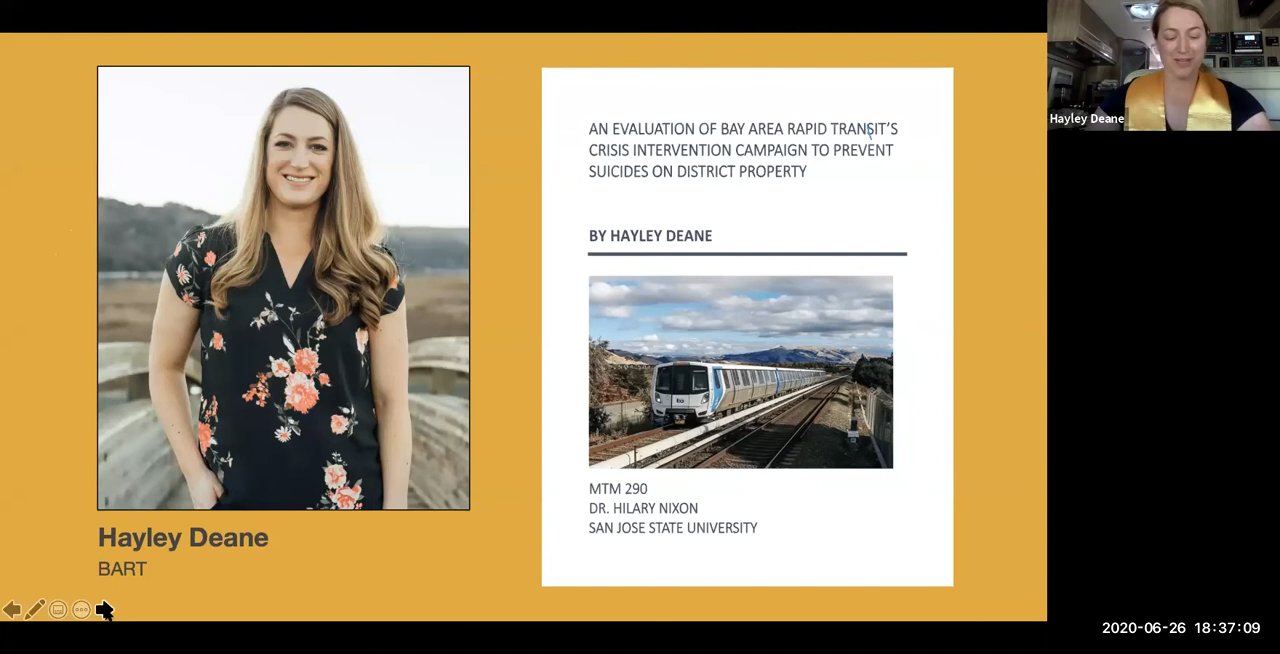 AN EVALUATION OF BAY AREA RAPID TRANSIT'S
CRISIS INTERVENTION CAMPAIGN TO PREVENT
SUICIDES ON DISTRICT PROPERTY
BY HAYLEY DEANE
MTM 290
DR. HILARY NIXON
SAN JOSE STATE UNIVERSITY
Hayley Deane
BART
Hayley Deane
2020-06-26 18:37:09